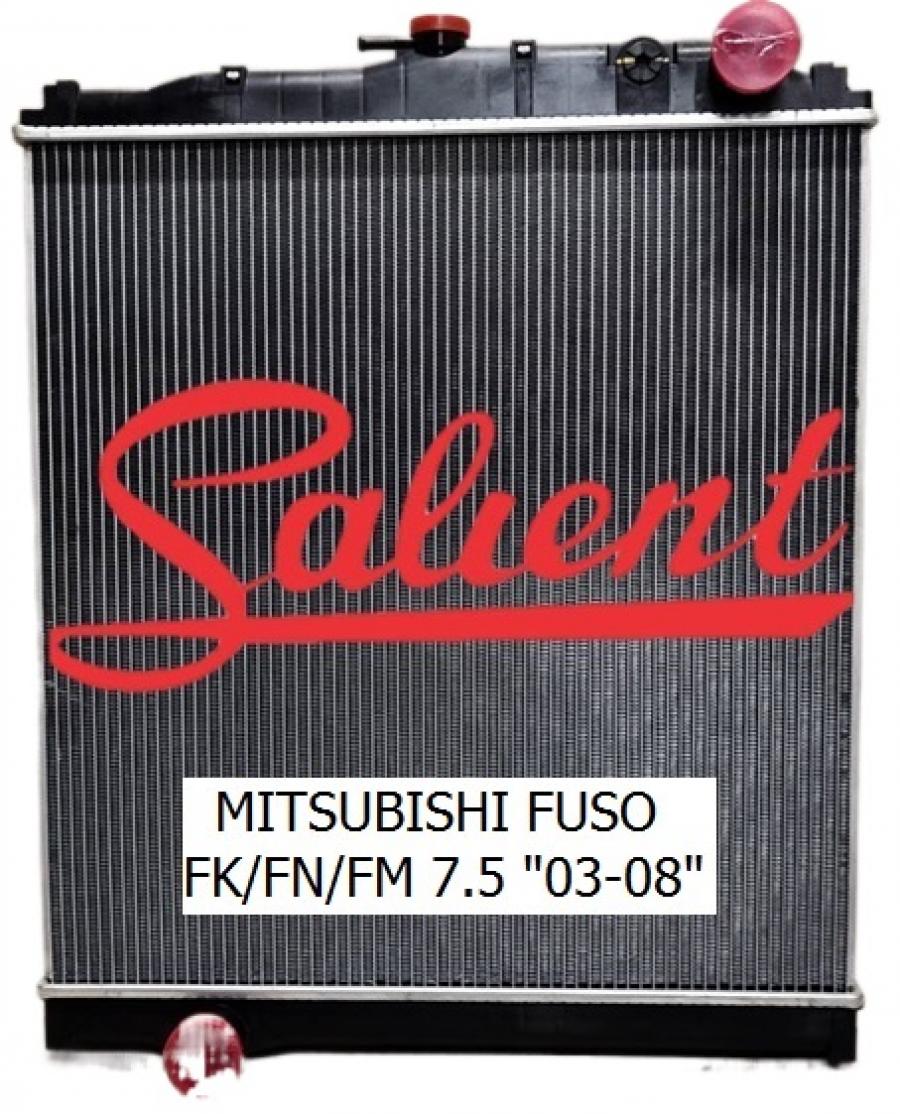 Salient
MITSUBISHI FUSO
FK/FN/FM 7.5 "03-08"